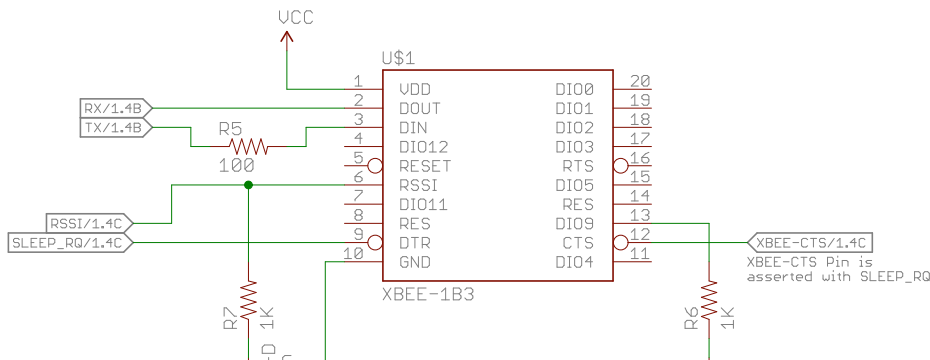 VCC
U$1
1 VDD DIO0 20
RX/1.4B 2 DOUT DIO1 19
TX/1.4B R5 3 DIN DIO2 18
100 4 DIO12 DIO3 17
5 RESET RTS 16
6 RSSI DIO5 15
7 DIO11 RES 14
RSSI/1.4C 8 RES DIO9 13
SLEEP_RQ/1.4C 9 DTR CTS 12 XBEE-CTS/1.4C
10 GND DIO4 11
XBEE-CTS Pin is
asserted with SLEEP_RQ
XBEE-1B3
R7 1K
R6 1K